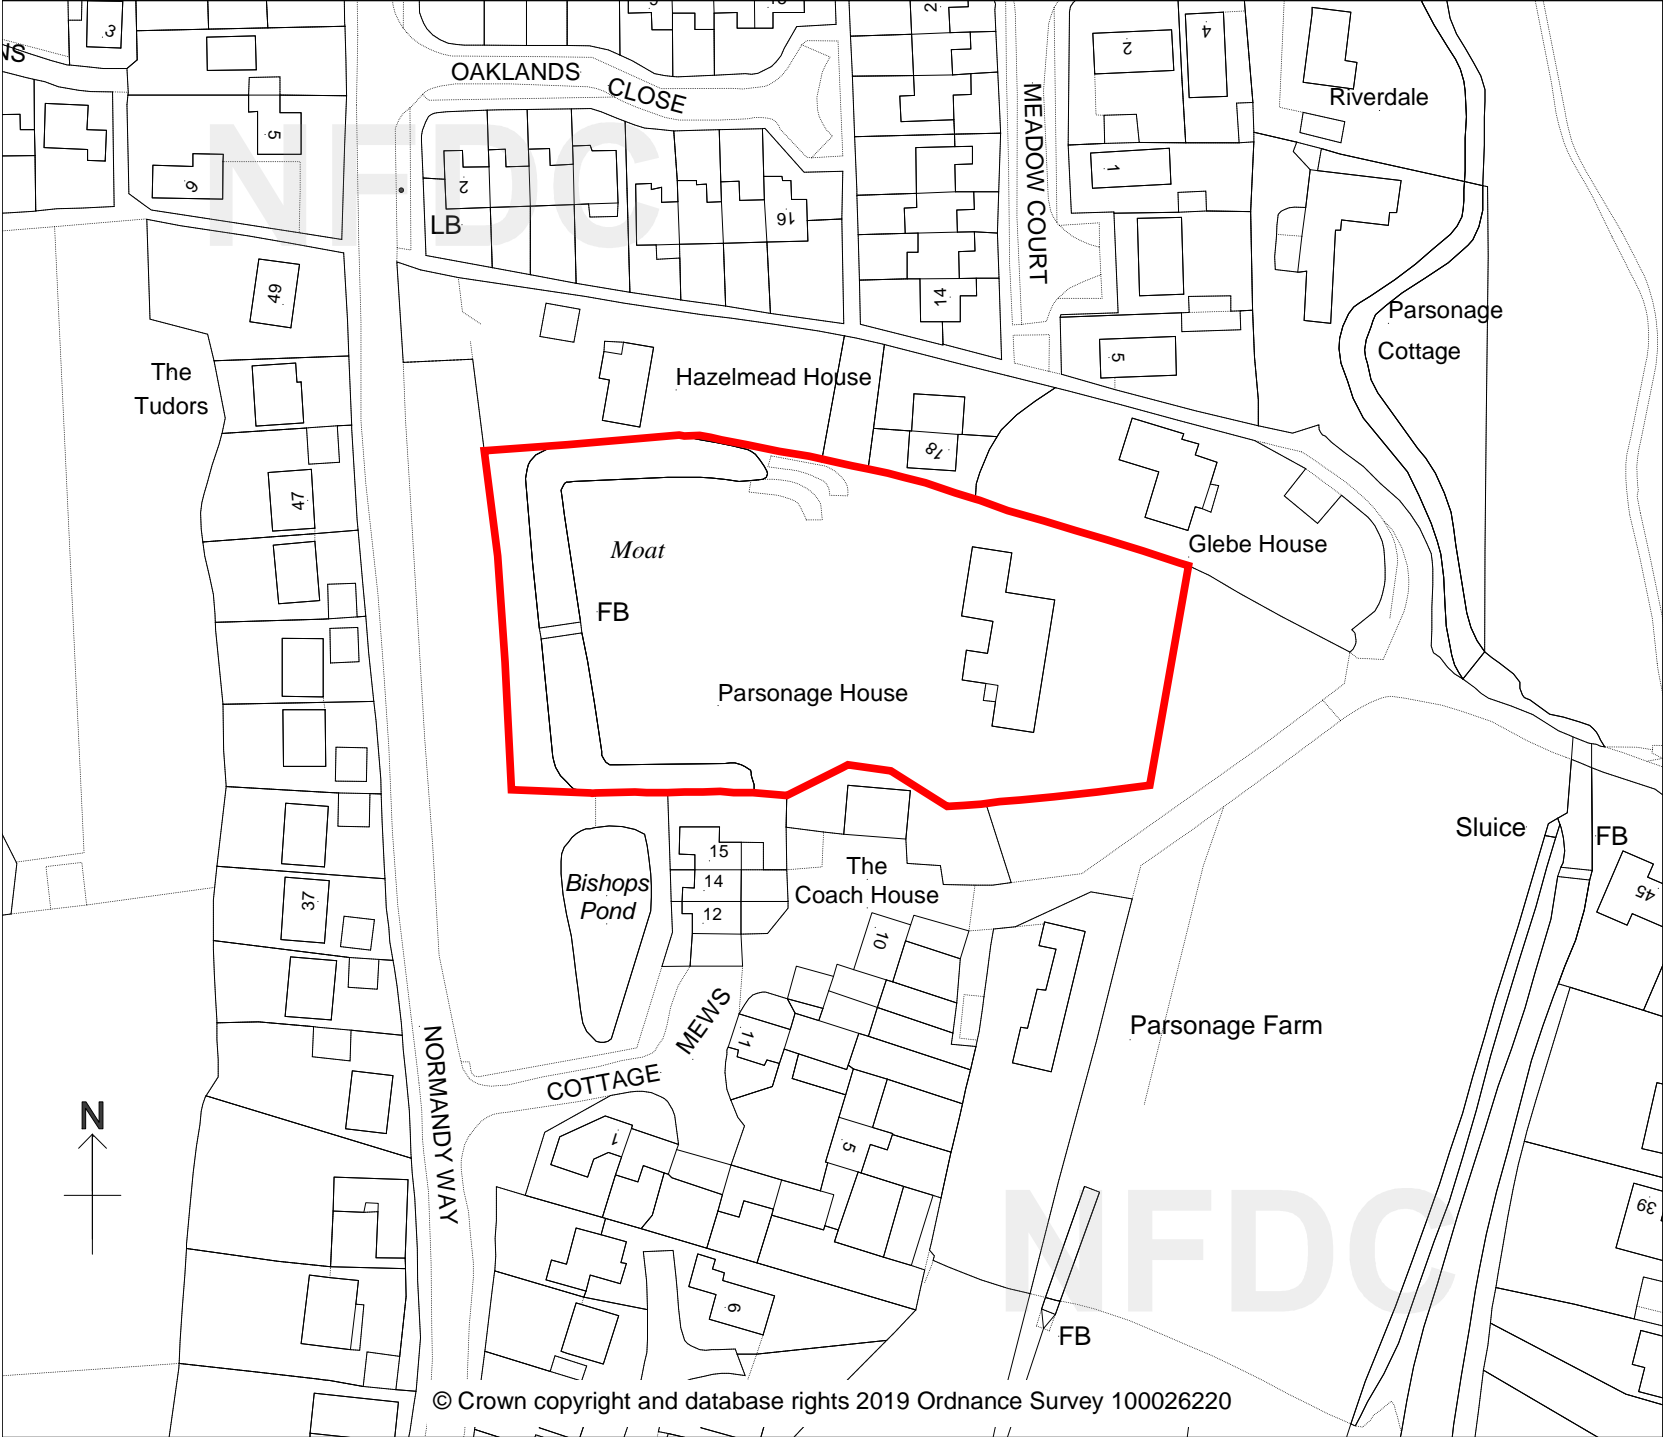 3
NS
OAKLANDS
CLOSE
2
2
4
Riverdale
MEADOW COURT
5
6
2
1
16
LB
NFDC
49
14
5
Parsonage
Cottage
The
Tudors
Hazelmead House
18
47
Moat
Glebe House
FB
Parsonage House
Sluice
FB
45
15
14
12
The
Coach House
Bishops
Pond
37
10
MEWS
11
Parsonage Farm
NORMANDY WAY
COTTAGE
N
1
5
39
NFDC
6
FB
© Crown copyright and database rights 2019 Ordnance Survey 100026220